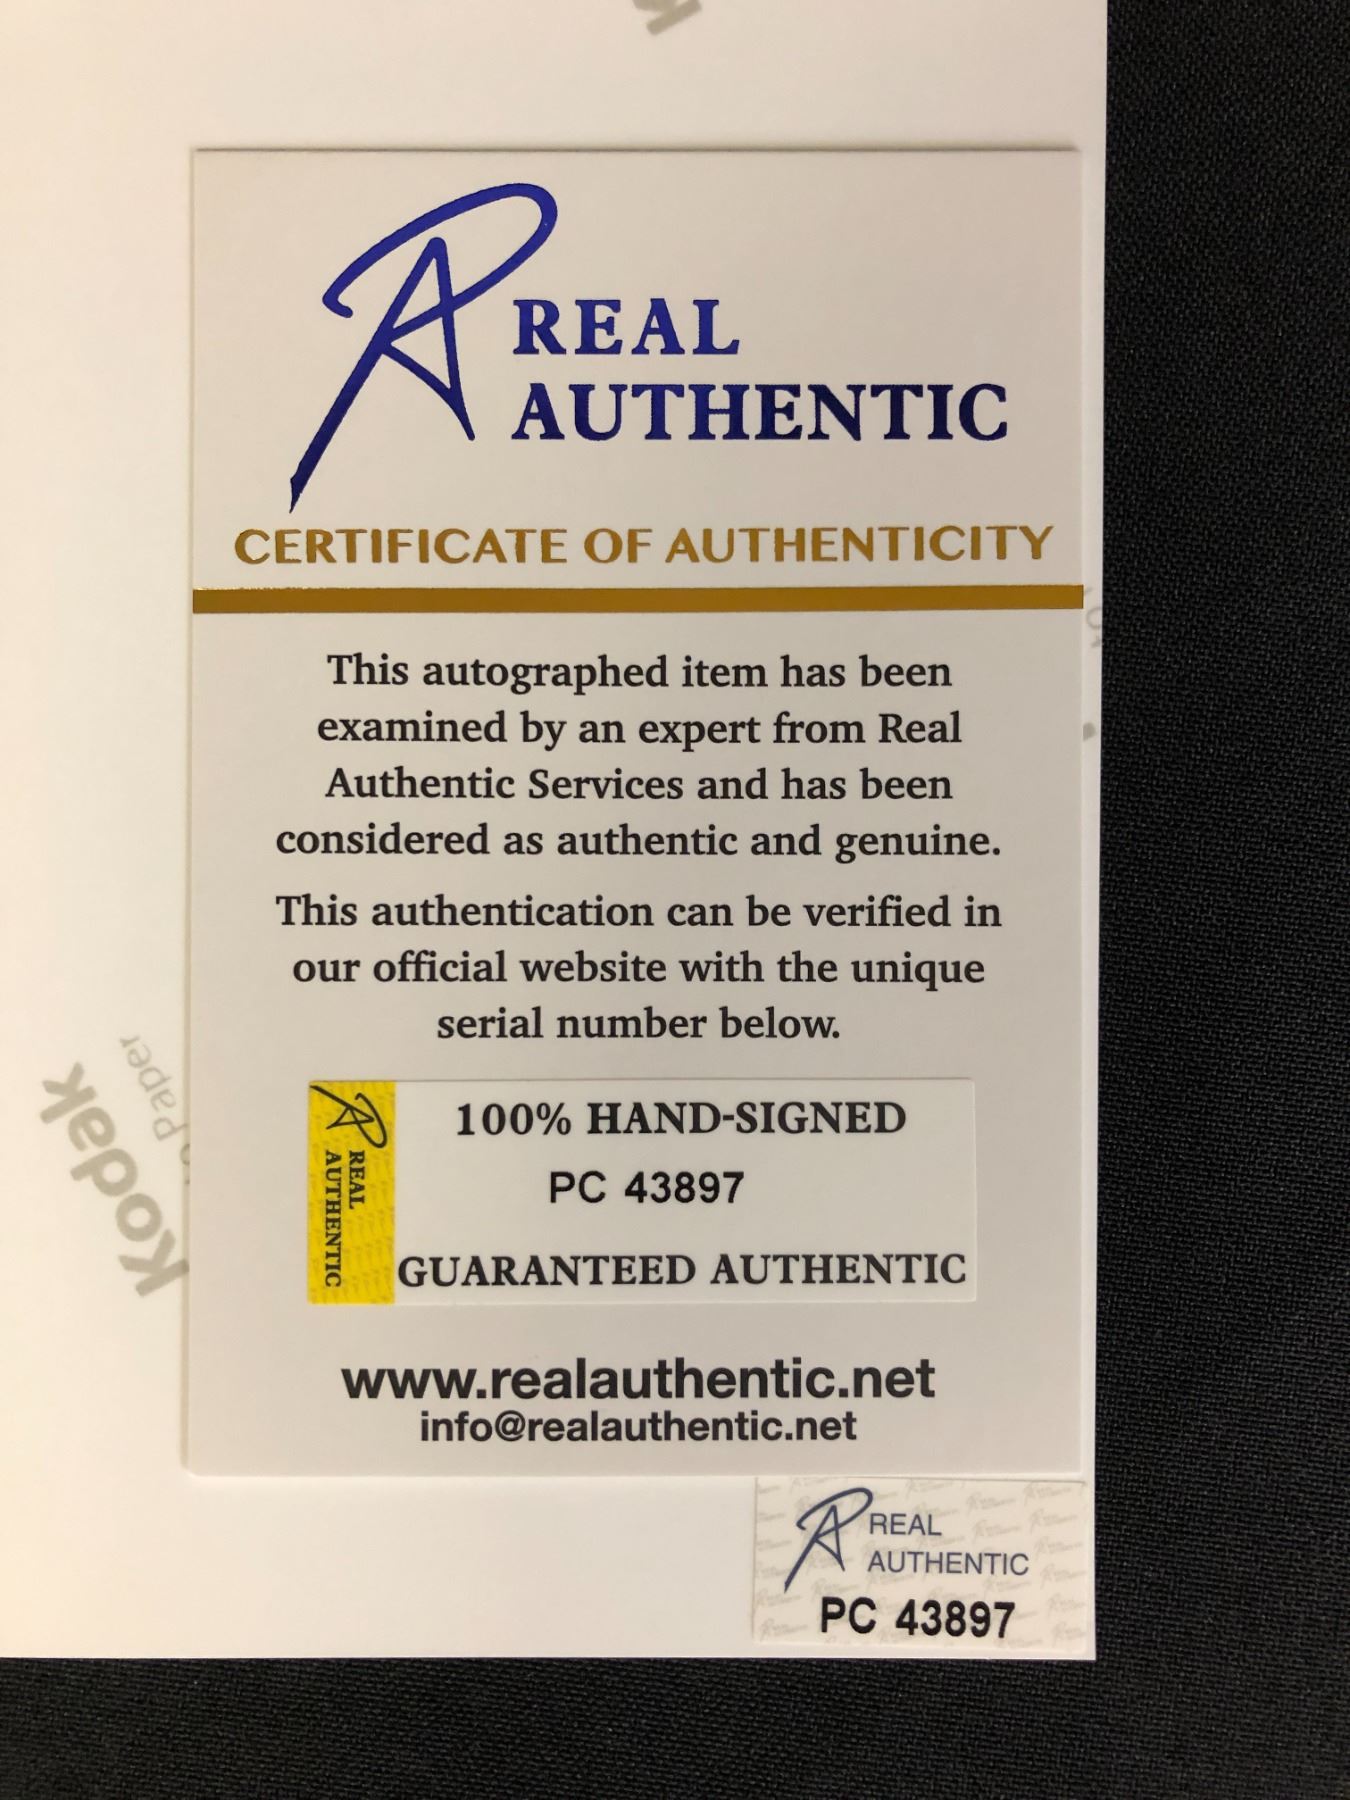 REAL
AUTHENTIC
CERTIFICATE OF AUTHENTICITY
This autographed item has been
examined by an expert from Real
Authentic Services and has been
considered as authentic and genuine.
This authentication can be verified in
our official website with the unique
serial number below.
REAL
AUTHENTIC
100% HAND-SIGNED
PC 43897
GUARANTEED AUTHENTIC
www.realauthentic.net
info@realauthentic.net
REAL
AUTHENTIC
PC 43897
Kodak
Paper